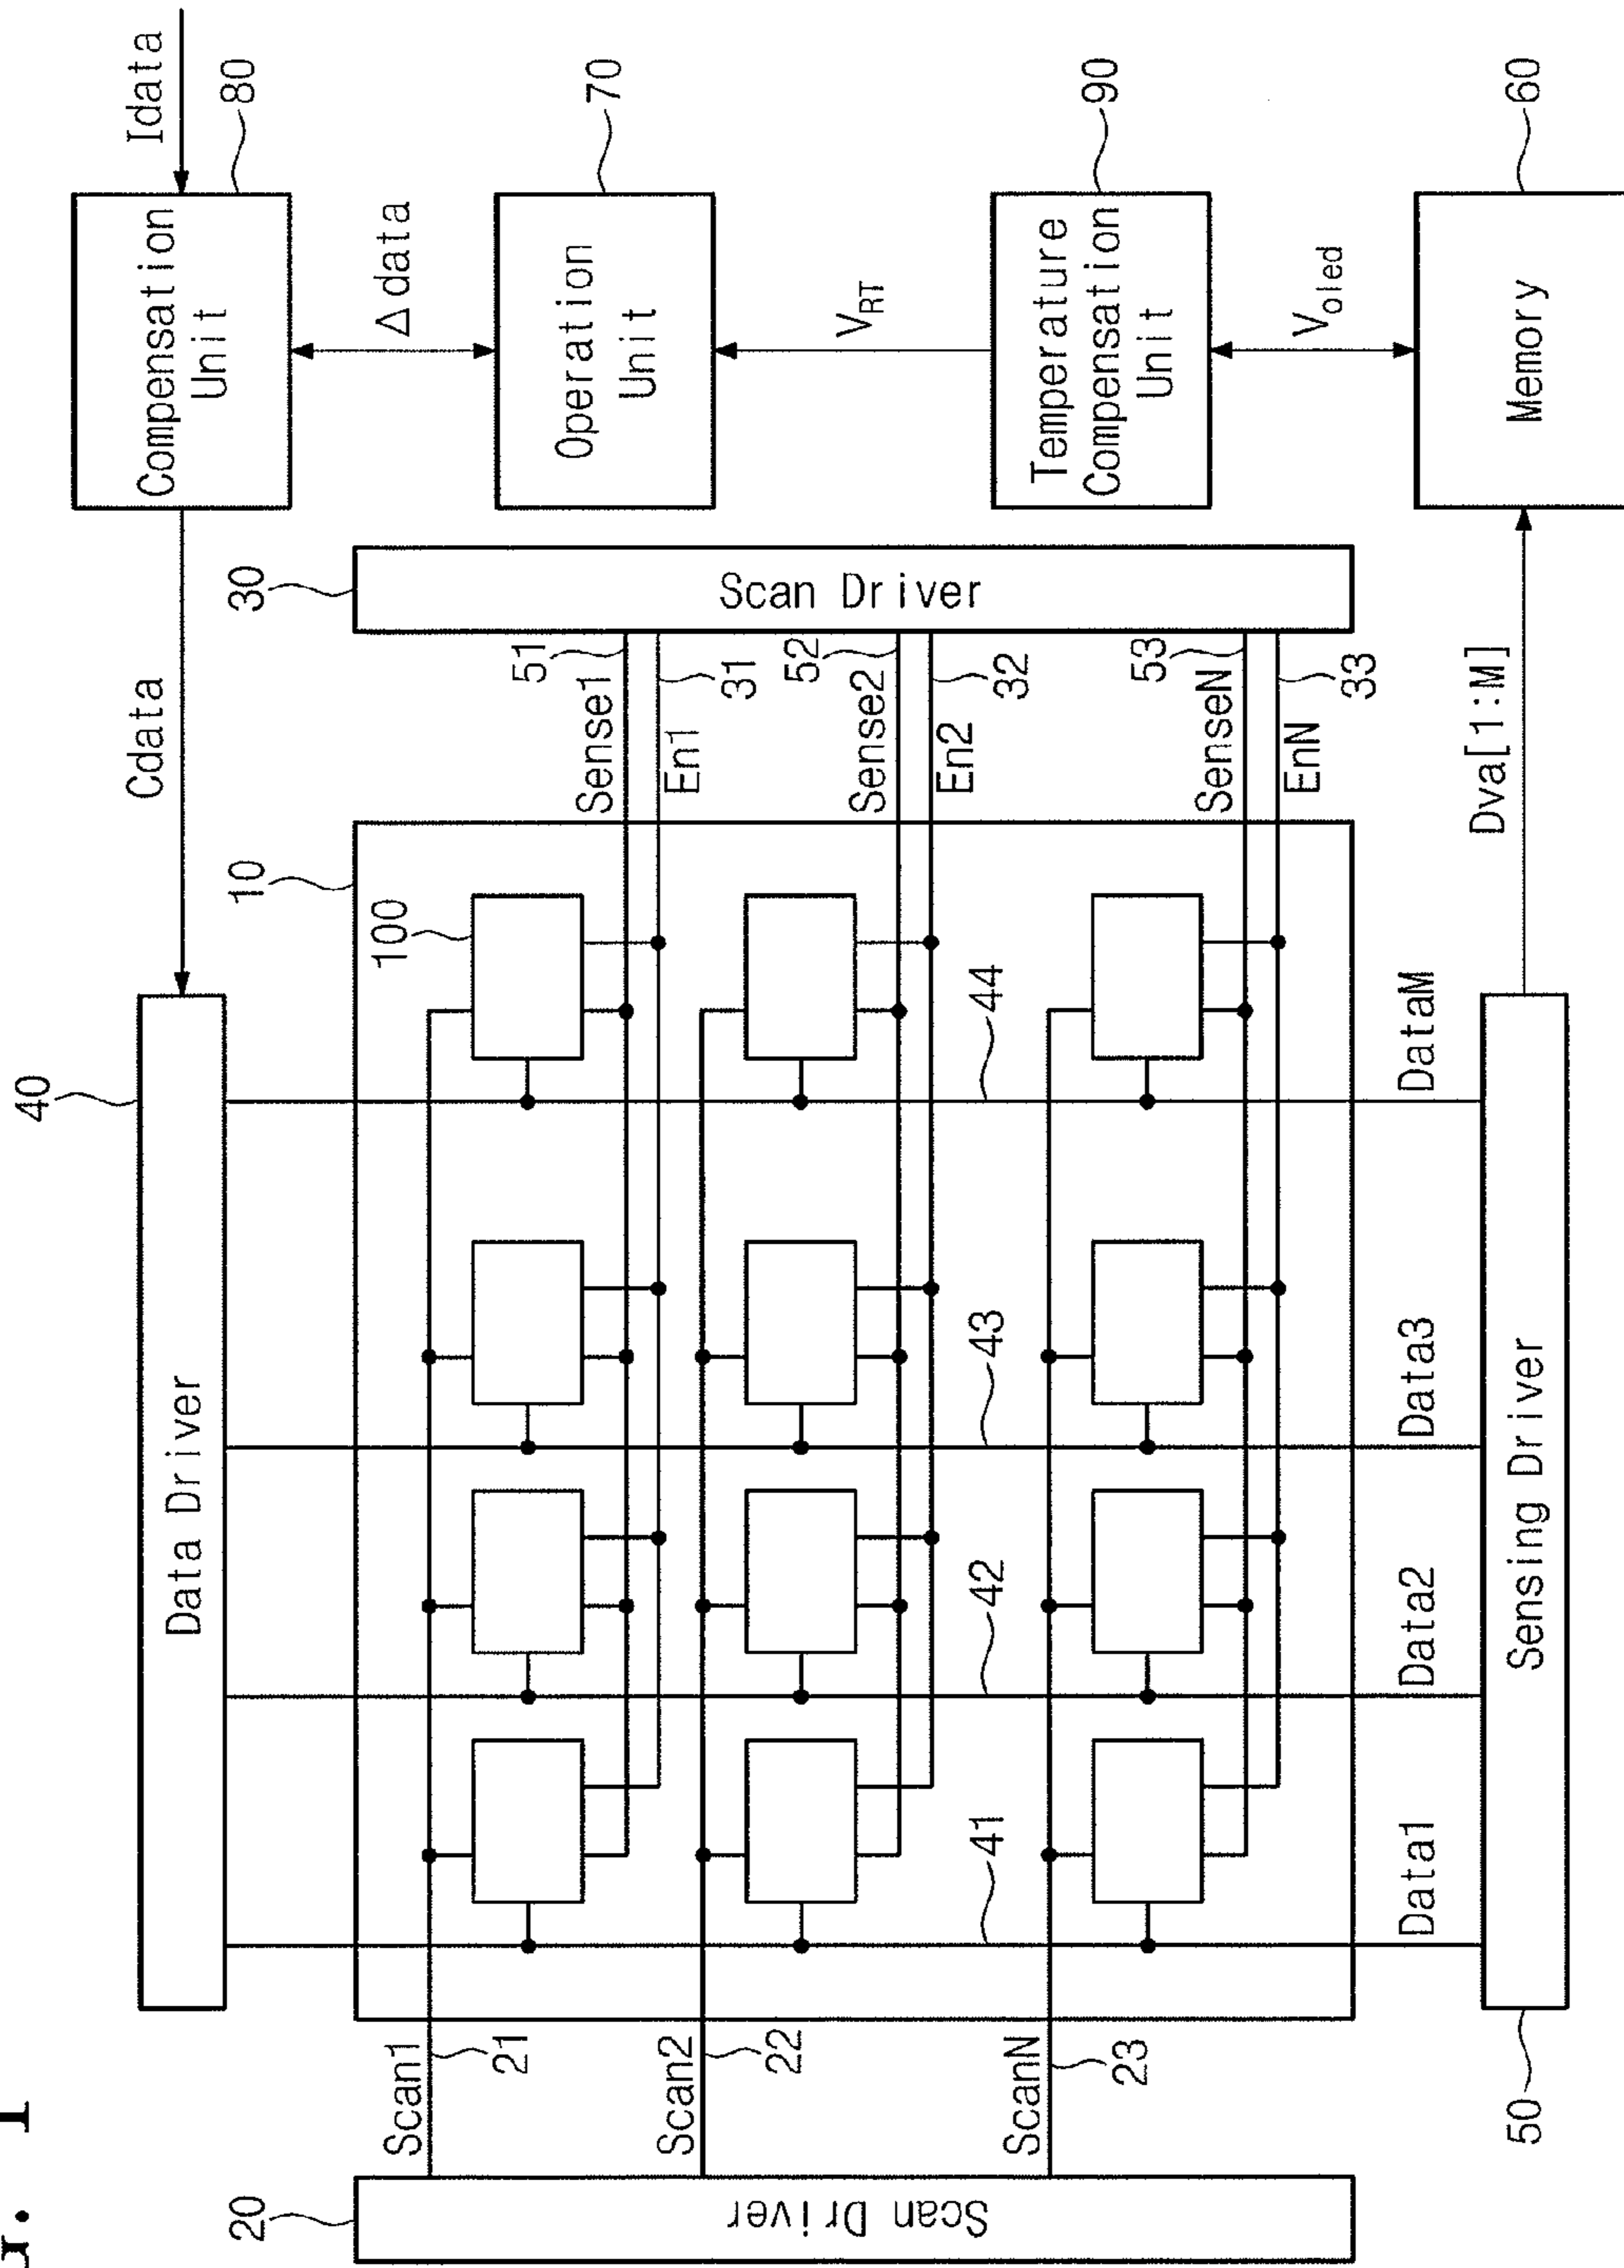 40
Data Driver
Cdata
Compensation
Unit
Idata
80
20
Scan Driver
Scan1
21
Scan2
22
ScanN
23
10
100
41
42
43
44
Sense1
51
En1
31
Sense2
52
En2
32
SenseN
53
EnN
33
30
Scan Driver
Δdata
Operation
Unit
70
VRT
Temperature
Compensation
Unit
90
Voled
Data1
Data2
Data3
DataM
50
Sensing Driver
Dva[1:M]
Memory
60
1